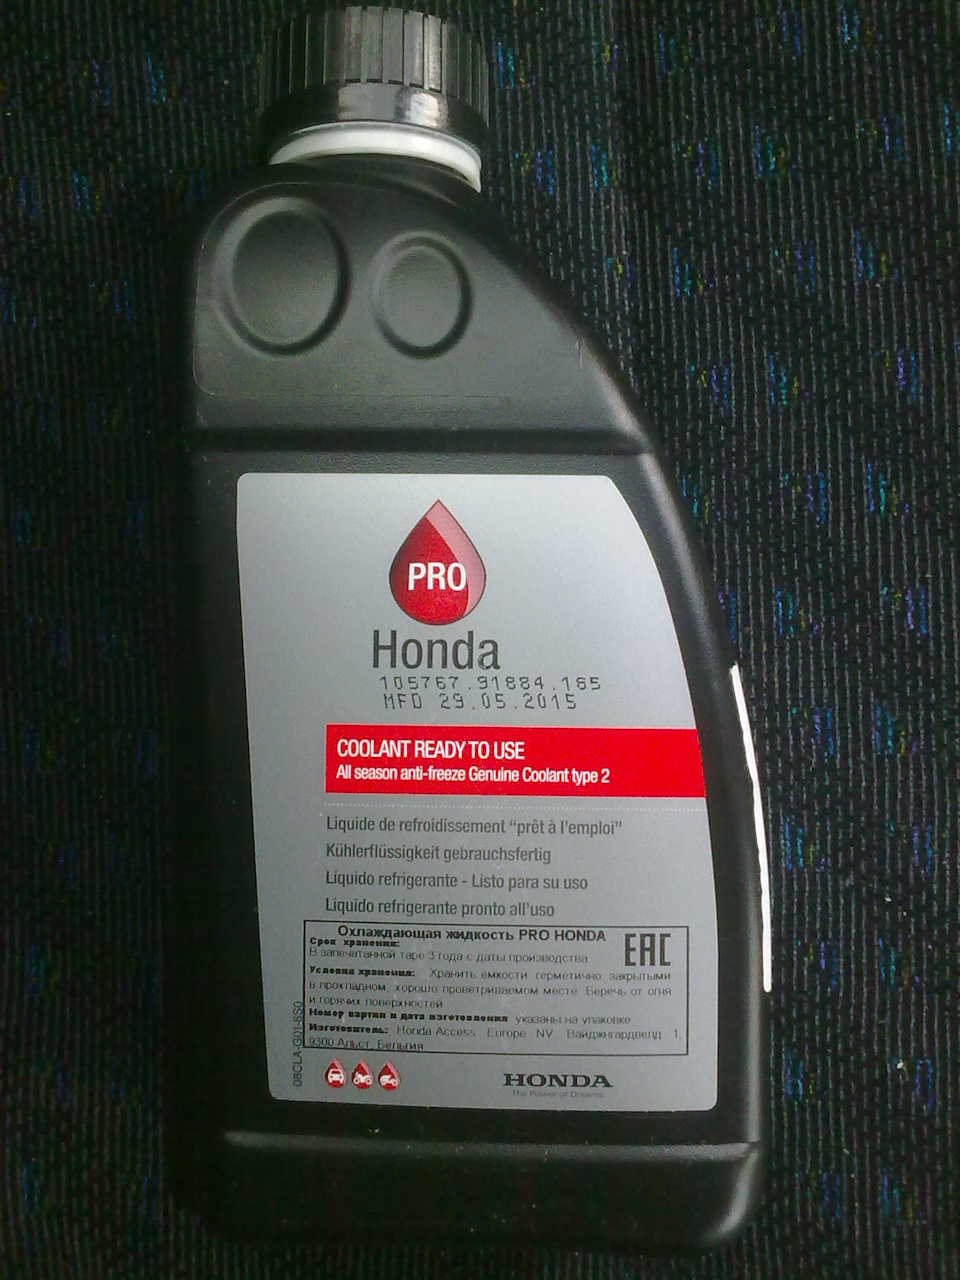 PRO
Honda
105767.91884.165
MFD 29.05.2015
COOLANT READY TO USE
All season anti-freeze Genuine Coolant type 2
Liquide de refroidissement “prêt à l’emploi”
Kühlerflüssigkeit gebrauchsfertig
Líquido refrigerante - Listo para su uso
Liquido refrigerante pronto all’uso
Охлаждающая жидкость PRO HONDA
EAC
Срок хранения:
В запечатанной таре 3 года с даты производства
Условия хранения: Хранить емкости герметично закрытыми
в прохладном, хорошо проветриваемом месте. Беречь от огня
и горячих поверхностей
Номер партии и дата изготовления указаны на упаковке
Изготовитель: Honda Access Europe NV Вайджнгардвелд 1,
9300 Альст, Бельгия
08CLA-G01-6S0
HONDA
The Power of Dreams